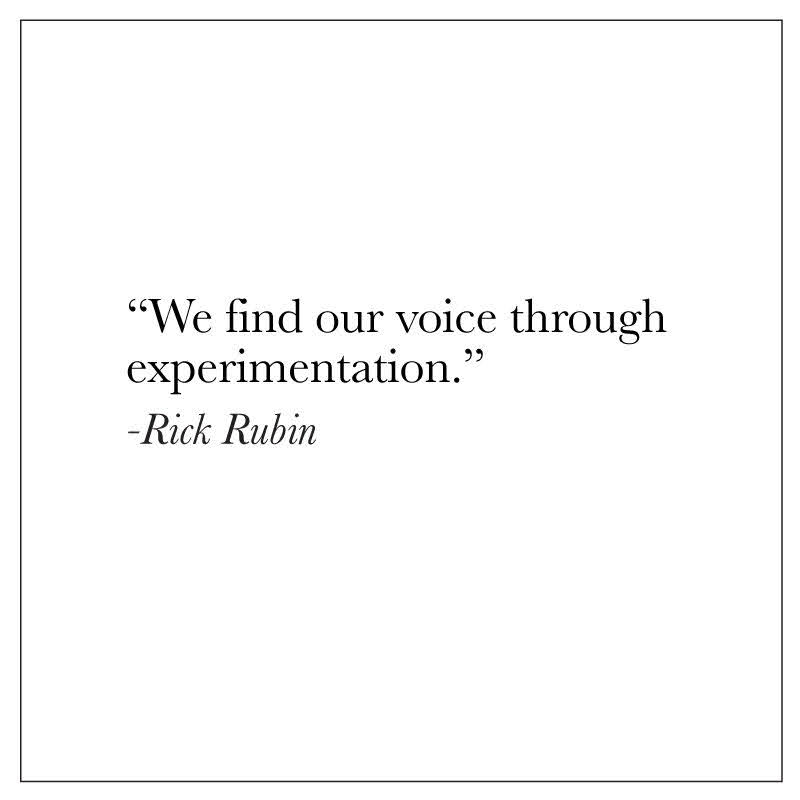 “We find our voice through
experimentation.”
-Rick Rubin